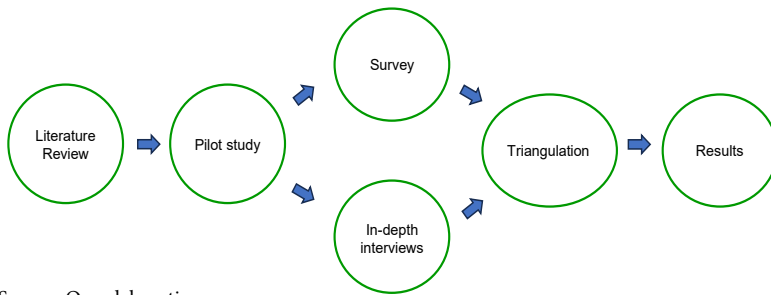 Survey
Literature
Review
Pilot study
Triangulation
Results
In-depth
interviews